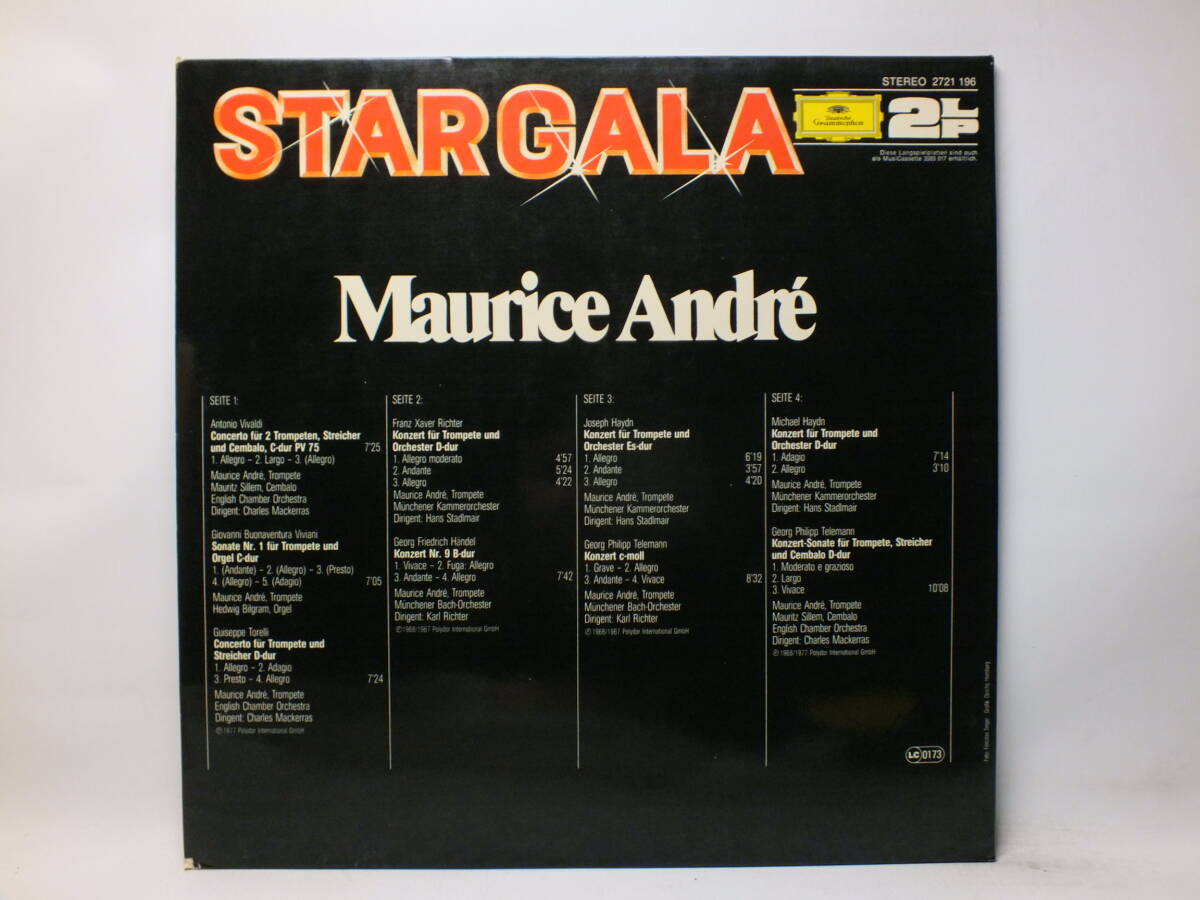 STARGALA
STEREO 2721 196
Deutsche
Grammophon
2LP
Diese Langspielplatten sind auch
als MusiCassette 3583 017 erhältlich.
Maurice André
SEITE 1:
Antonio Vivaldi
Concerto für 2 Trompeten, Streicher
und Cembalo, C-dur PV 75 7'25
1. Allegro – 2. Largo – 3. (Allegro)
Maurice André, Trompete
Mauritz Sillem, Cembalo
English Chamber Orchestra
Dirigent: Charles Mackerras
Giovanni Buonaventura Viviani
Sonate Nr. 1 für Trompete und
Orgel C-dur
1. (Andante) – 2. (Allegro) – 3. (Presto)
4. (Allegro) – 5. (Adagio) 7'05
Maurice André, Trompete
Hedwig Bilgram, Orgel
Guiseppe Torelli
Concerto für Trompete und
Streicher D-dur
1. Allegro – 2. Adagio
3. Presto – 4. Allegro 7'24
Maurice André, Trompete
English Chamber Orchestra
Dirigent: Charles Mackerras
℗ 1977 Polydor International GmbH
SEITE 2:
Franz Xaver Richter
Konzert für Trompete und
Orchester D-dur
1. Allegro moderato 4'57
2. Andante 5'24
3. Allegro 4'22
Maurice André, Trompete
Münchener Kammerorchester
Dirigent: Hans Stadlmair
Georg Friedrich Händel
Konzert Nr. 9 B-dur
1. Vivace – 2. Fuga: Allegro
3. Andante – 4. Allegro 7'42
Maurice André, Trompete
Münchener Bach-Orchester
Dirigent: Karl Richter
℗ 1968/1967 Polydor International GmbH
SEITE 3:
Joseph Haydn
Konzert für Trompete und
Orchester Es-dur
1. Allegro 6'19
2. Andante 3'57
3. Allegro 4'20
Maurice André, Trompete
Münchener Kammerorchester
Dirigent: Hans Stadlmair
Georg Philipp Telemann
Konzert c-moll
1. Grave – 2. Allegro
3. Andante – 4. Vivace 8'32
Maurice André, Trompete
Münchener Bach-Orchester
Dirigent: Karl Richter
℗ 1968/1967 Polydor International GmbH
SEITE 4:
Michael Haydn
Konzert für Trompete und
Orchester D-dur
1. Adagio 7'14
2. Allegro 3'10
Maurice André, Trompete
Münchener Kammerorchester
Dirigent: Hans Stadlmair
Georg Philipp Telemann
Konzert-Sonate für Trompete, Streicher
und Cembalo D-dur
1. Moderato e grazioso
2. Largo
3. Vivace 10'08
Maurice André, Trompete
Mauritz Sillem, Cembalo
English Chamber Orchestra
Dirigent: Charles Mackerras
℗ 1968/1977 Polydor International GmbH
LC 0173
Hamburg